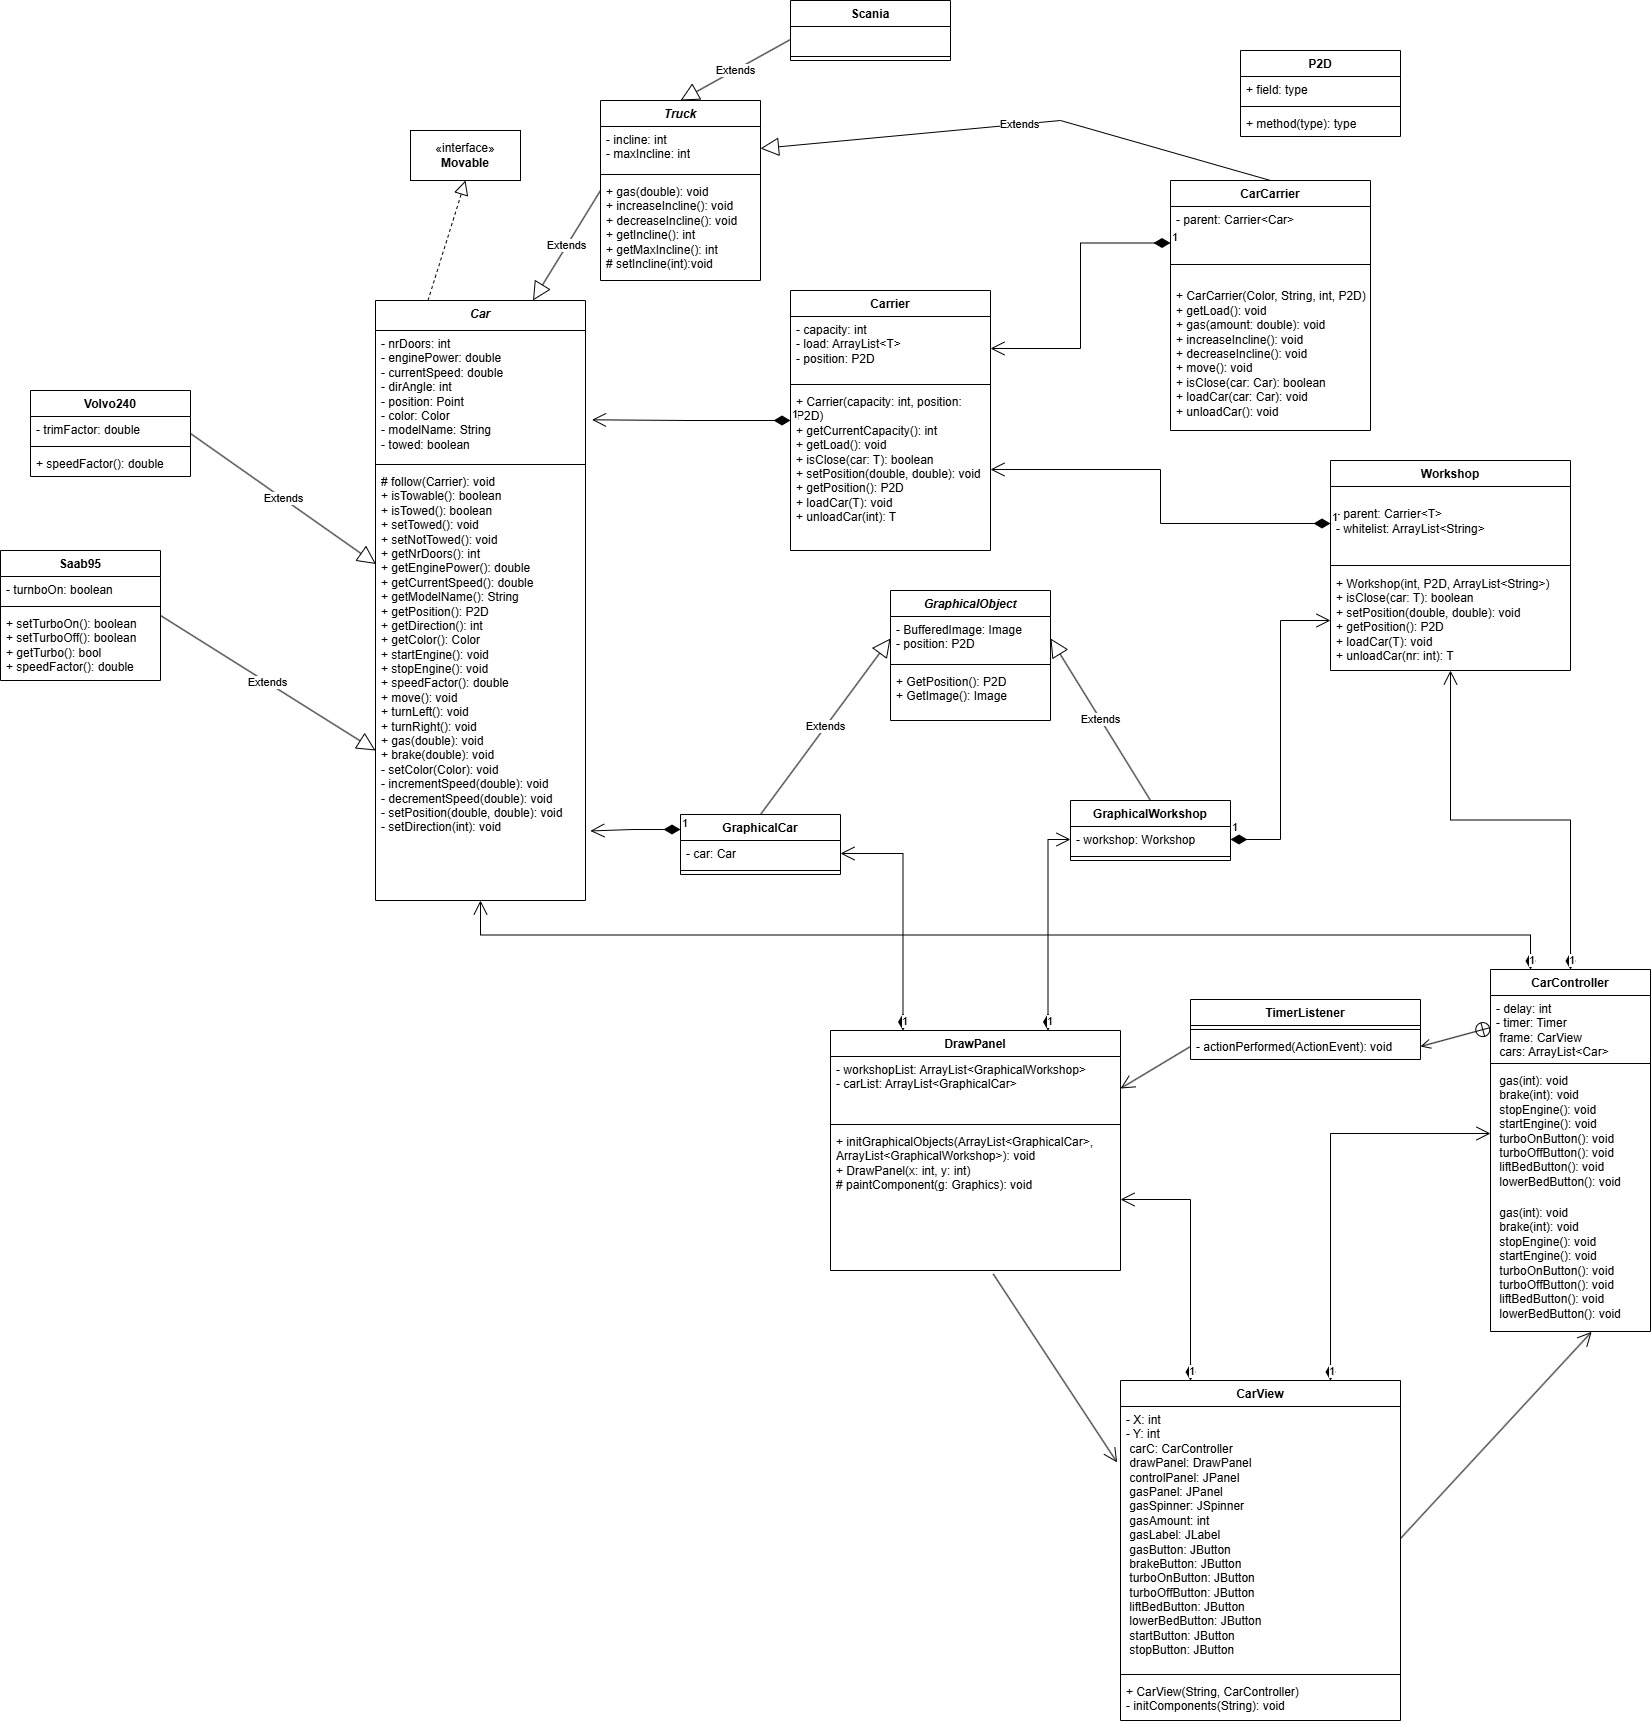 Scania
Extends
P2D
+ field: type
+ method(type): type
Truck
- incline: int
- maxIncline: int
+ gas(double): void
+ increaseIncline(): void
+ decreaseIncline(): void
+ getIncline(): int
+ getMaxIncline(): int
# setIncline(int):void
Extends
«interface»
Movable
Extends
CarCarrier
- parent: Carrier<Car>
1
+ CarCarrier(Color, String, int, P2D)
+ getLoad(): void
+ gas(amount: double): void
+ increaseIncline(): void
+ decreaseIncline(): void
+ move(): void
+ isClose(car: Car): boolean
+ loadCar(car: Car): void
+ unloadCar(): void
Car
- nrDoors: int
- enginePower: double
- currentSpeed: double
- dirAngle: int
- position: Point
- color: Color
- modelName: String
- towed: boolean
# follow(Carrier): void
+ isTowable(): boolean
+ isTowed(): boolean
+ setTowed(): void
+ setNotTowed(): void
+ getNrDoors(): int
+ getEnginePower(): double
+ getCurrentSpeed(): double
+ getModelName(): String
+ getPosition(): P2D
+ getDirection(): int
+ getColor(): Color
+ startEngine(): void
+ stopEngine(): void
+ speedFactor(): double
+ move(): void
+ turnLeft(): void
+ turnRight(): void
+ gas(double): void
+ brake(double): void
- setColor(Color): void
- incrementSpeed(double): void
- decrementSpeed(double): void
- setPosition(double, double): void
- setDirection(int): void
Carrier
- capacity: int
- load: ArrayList<T>
- position: P2D
+ Carrier(capacity: int, position:
P2D)
1
+ getCurrentCapacity(): int
+ getLoad(): void
+ isClose(car: T): boolean
+ setPosition(double, double): void
+ getPosition(): P2D
+ loadCar(T): void
+ unloadCar(int): T
Volvo240
- trimFactor: double
+ speedFactor(): double
Extends
Workshop
- parent: Carrier<T>
- whitelist: ArrayList<String>
1
+ Workshop(int, P2D, ArrayList<String>)
+ isClose(car: T): boolean
+ setPosition(double, double): void
+ getPosition(): P2D
+ loadCar(T): void
+ unloadCar(nr: int): T
Saab95
- turnboOn: boolean
+ setTurboOn(): boolean
+ setTurboOff(): boolean
+ getTurbo(): bool
+ speedFactor(): double
Extends
GraphicalObject
- BufferedImage: Image
- position: P2D
+ GetPosition(): P2D
+ GetImage(): Image
Extends
Extends
GraphicalCar
- car: Car
1
GraphicalWorkshop
- workshop: Workshop
1
1
1
CarController
- delay: int
- timer: Timer
frame: CarView
cars: ArrayList<Car>
gas(int): void
brake(int): void
stopEngine(): void
startEngine(): void
turboOnButton(): void
turboOffButton(): void
liftBedButton(): void
lowerBedButton(): void
gas(int): void
brake(int): void
stopEngine(): void
startEngine(): void
turboOnButton(): void
turboOffButton(): void
liftBedButton(): void
lowerBedButton(): void
TimerListener
- actionPerformed(ActionEvent): void
1
1
DrawPanel
- workshopList: ArrayList<GraphicalWorkshop>
- carList: ArrayList<GraphicalCar>
+ initGraphicalObjects(ArrayList<GraphicalCar>,
ArrayList<GraphicalWorkshop>): void
+ DrawPanel(x: int, y: int)
# paintComponent(g: Graphics): void
1
1
CarView
- X: int
- Y: int
carC: CarController
drawPanel: DrawPanel
controlPanel: JPanel
gasPanel: JPanel
gasSpinner: JSpinner
gasAmount: int
gasLabel: JLabel
gasButton: JButton
brakeButton: JButton
turboOnButton: JButton
turboOffButton: JButton
liftBedButton: JButton
lowerBedButton: JButton
startButton: JButton
stopButton: JButton
+ CarView(String, CarController)
- initComponents(String): void